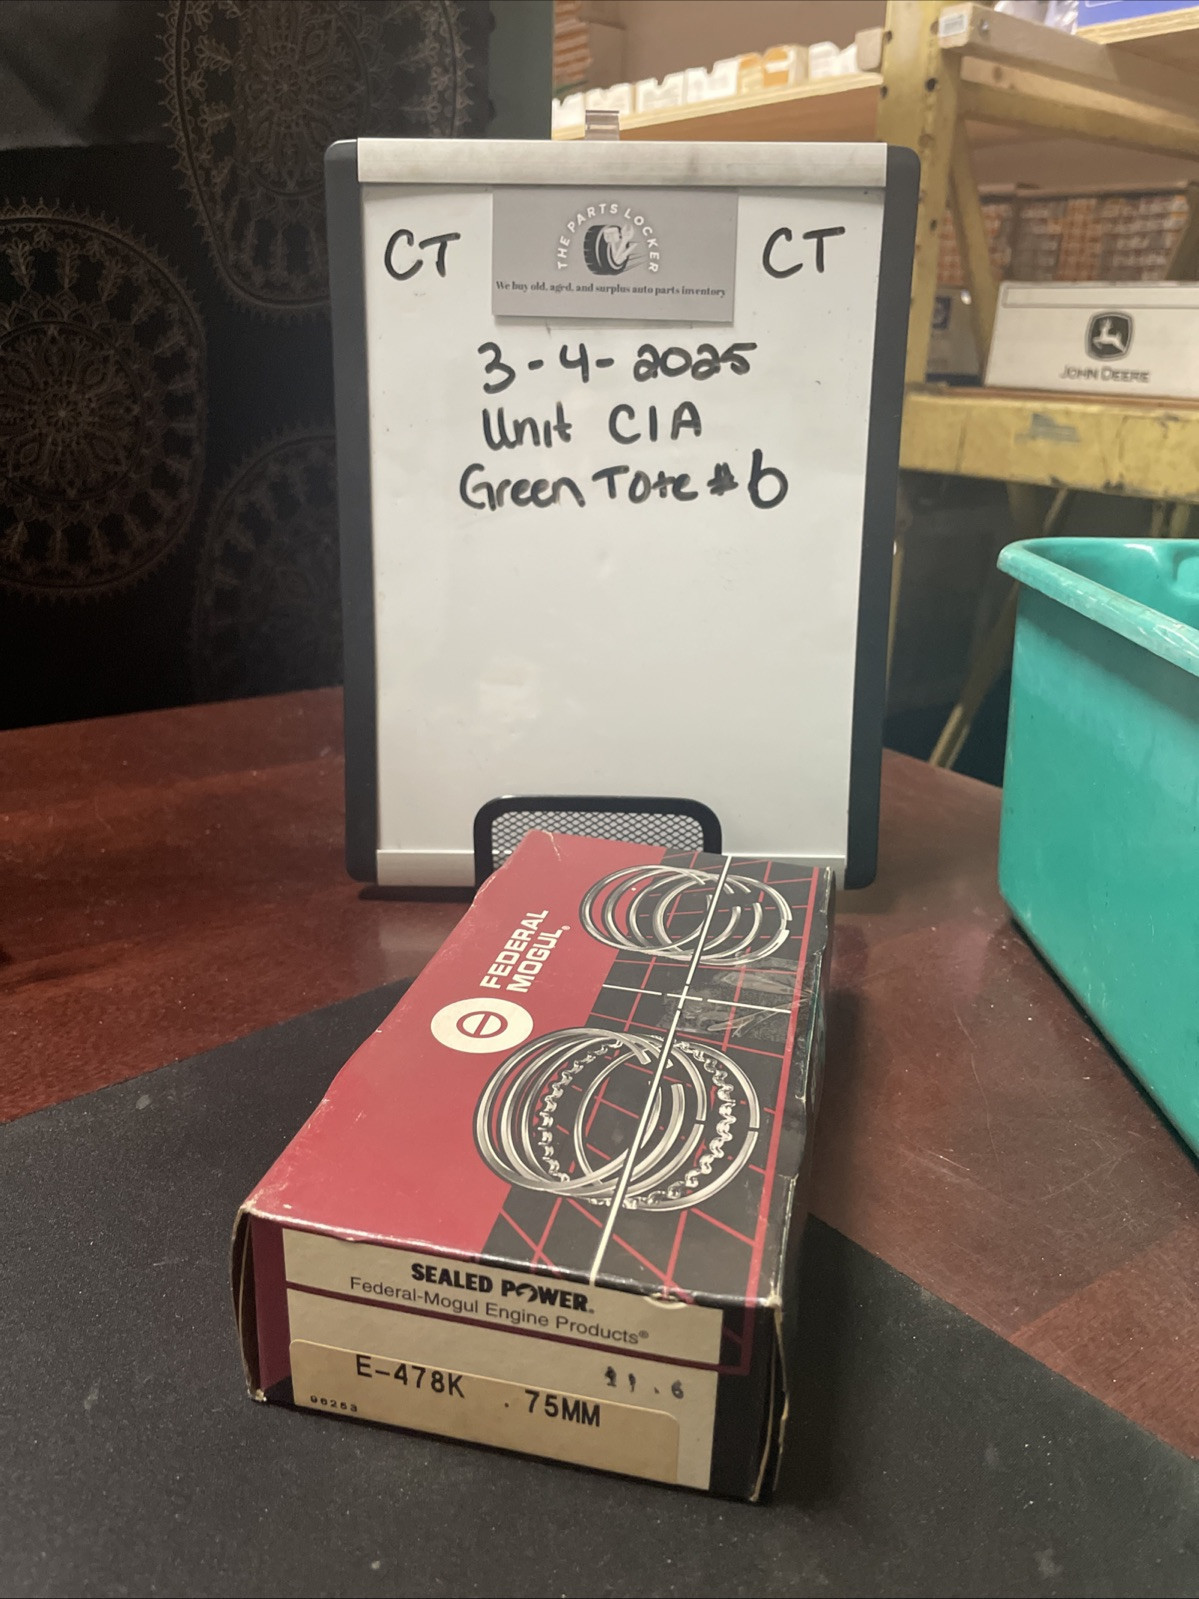 CT
THE PARTS LOCKER
We buy old, aged, and surplus auto parts inventory
CT
3-4-2025
Unit C1A
Green Tote #6
JOHN DEERE
FEDERAL
MOGUL®
SEALED POWER®
Federal-Mogul Engine Products®
E-478K .75MM